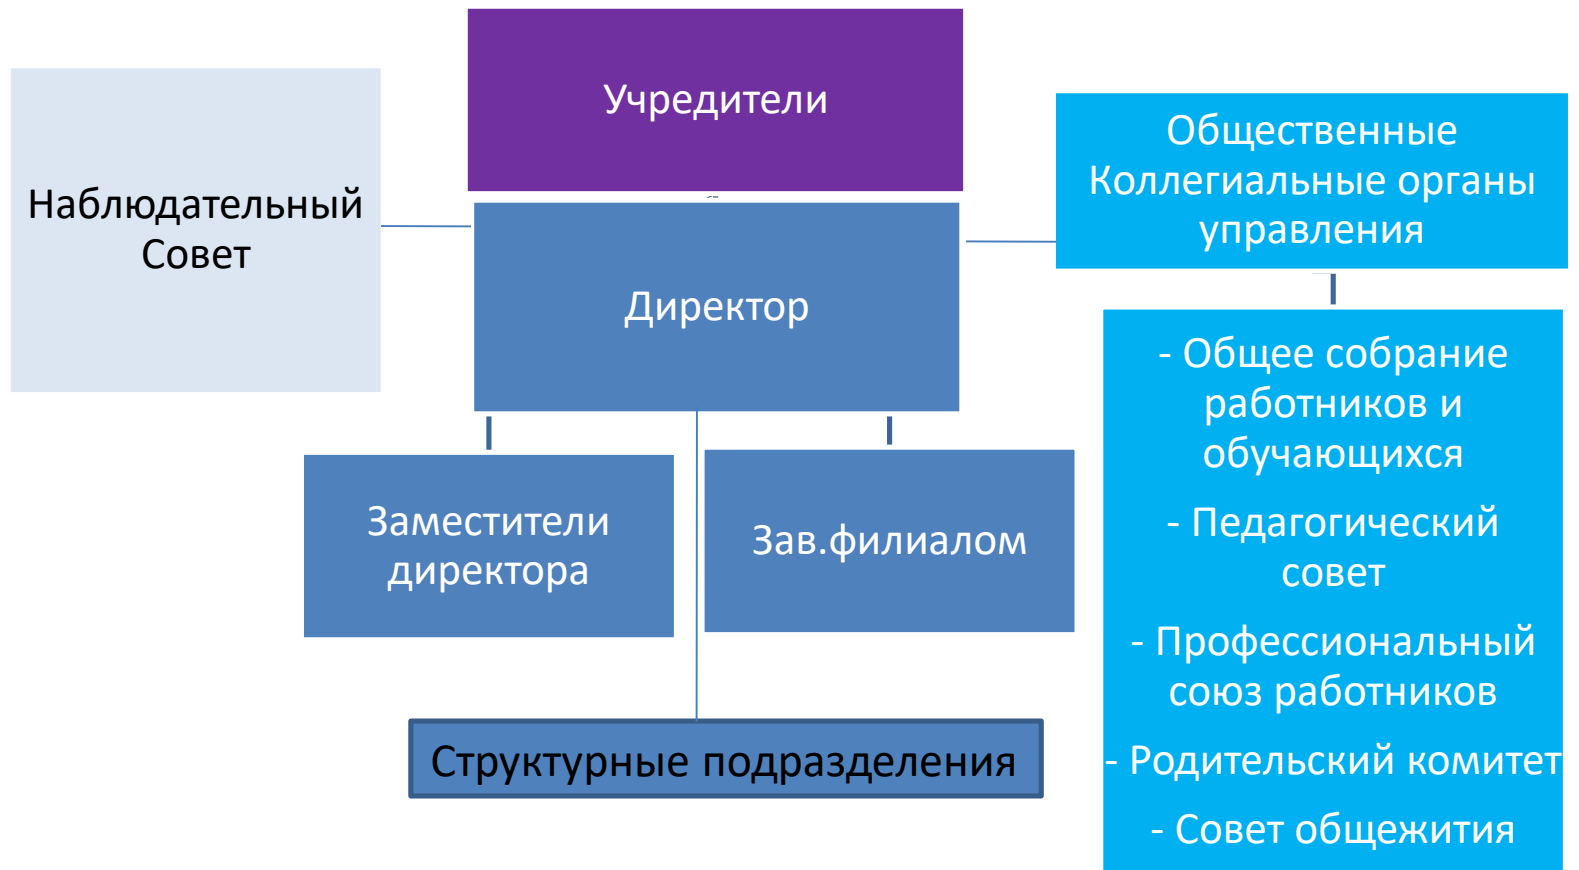 Учредители
Наблюдательный
Совет
Общественные
Коллегиальные органы
управления
Директор
- Общее собрание
работников и
обучающихся
- Педагогический
совет
- Профессиональный
союз работников
- Родительский комитет
- Совет общежития
Заместители
директора
Зав.филиалом
Структурные подразделения